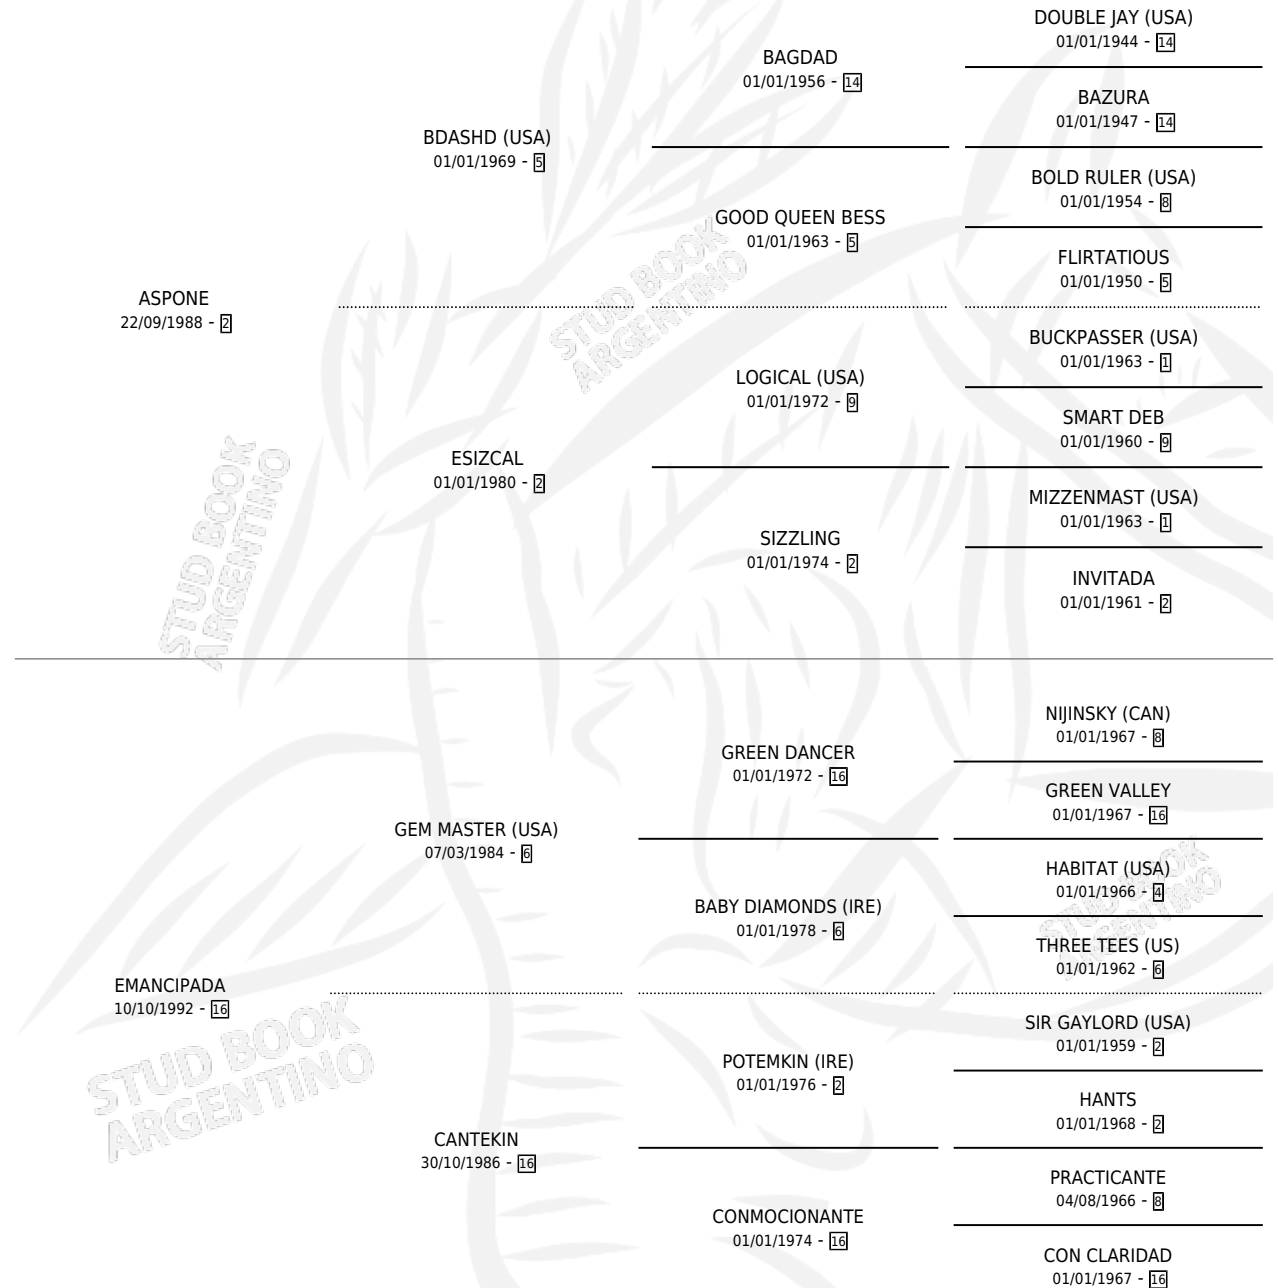 DOUBLE JAY (USA)
01/01/1944 - 14
BAGDAD
01/01/1956 - 14
BAZURA
01/01/1947 - 14
BDASHD (USA)
01/01/1969 - 5
BOLD RULER (USA)
01/01/1954 - 8
GOOD QUEEN BESS
01/01/1963 - 5
FLIRTATIOUS
01/01/1950 - 5
ASPONE
22/09/1988 - 2
STUD BOOK
ARGENTINO
BUCKPASSER (USA)
01/01/1963 - 1
LOGICAL (USA)
01/01/1972 - 9
SMART DEB
01/01/1960 - 9
ESIZCAL
01/01/1980 - 2
MIZZENMAST (USA)
01/01/1963 - 1
SIZZLING
01/01/1974 - 2
INVITADA
01/01/1961 - 2
STUD BOOK
ARGENTINO
NIJINSKY (CAN)
01/01/1967 - 8
GREEN DANCER
01/01/1972 - 16
GREEN VALLEY
01/01/1967 - 16
GEM MASTER (USA)
07/03/1984 - 6
HABITAT (USA)
01/01/1966 - 4
BABY DIAMONDS (IRE)
01/01/1978 - 6
STUD BOOK
ARGENTINO
THREE TEES (US)
01/01/1962 - 6
EMANCIPADA
10/10/1992 - 16
STUD BOOK
ARGENTINO
SIR GAYLORD (USA)
01/01/1959 - 2
POTEMKIN (IRE)
01/01/1976 - 2
HANTS
01/01/1968 - 2
CANTEKIN
30/10/1986 - 16
PRACTICANTE
04/08/1966 - 8
CONMOCIONANTE
01/01/1974 - 16
CON CLARIDAD
01/01/1967 - 16